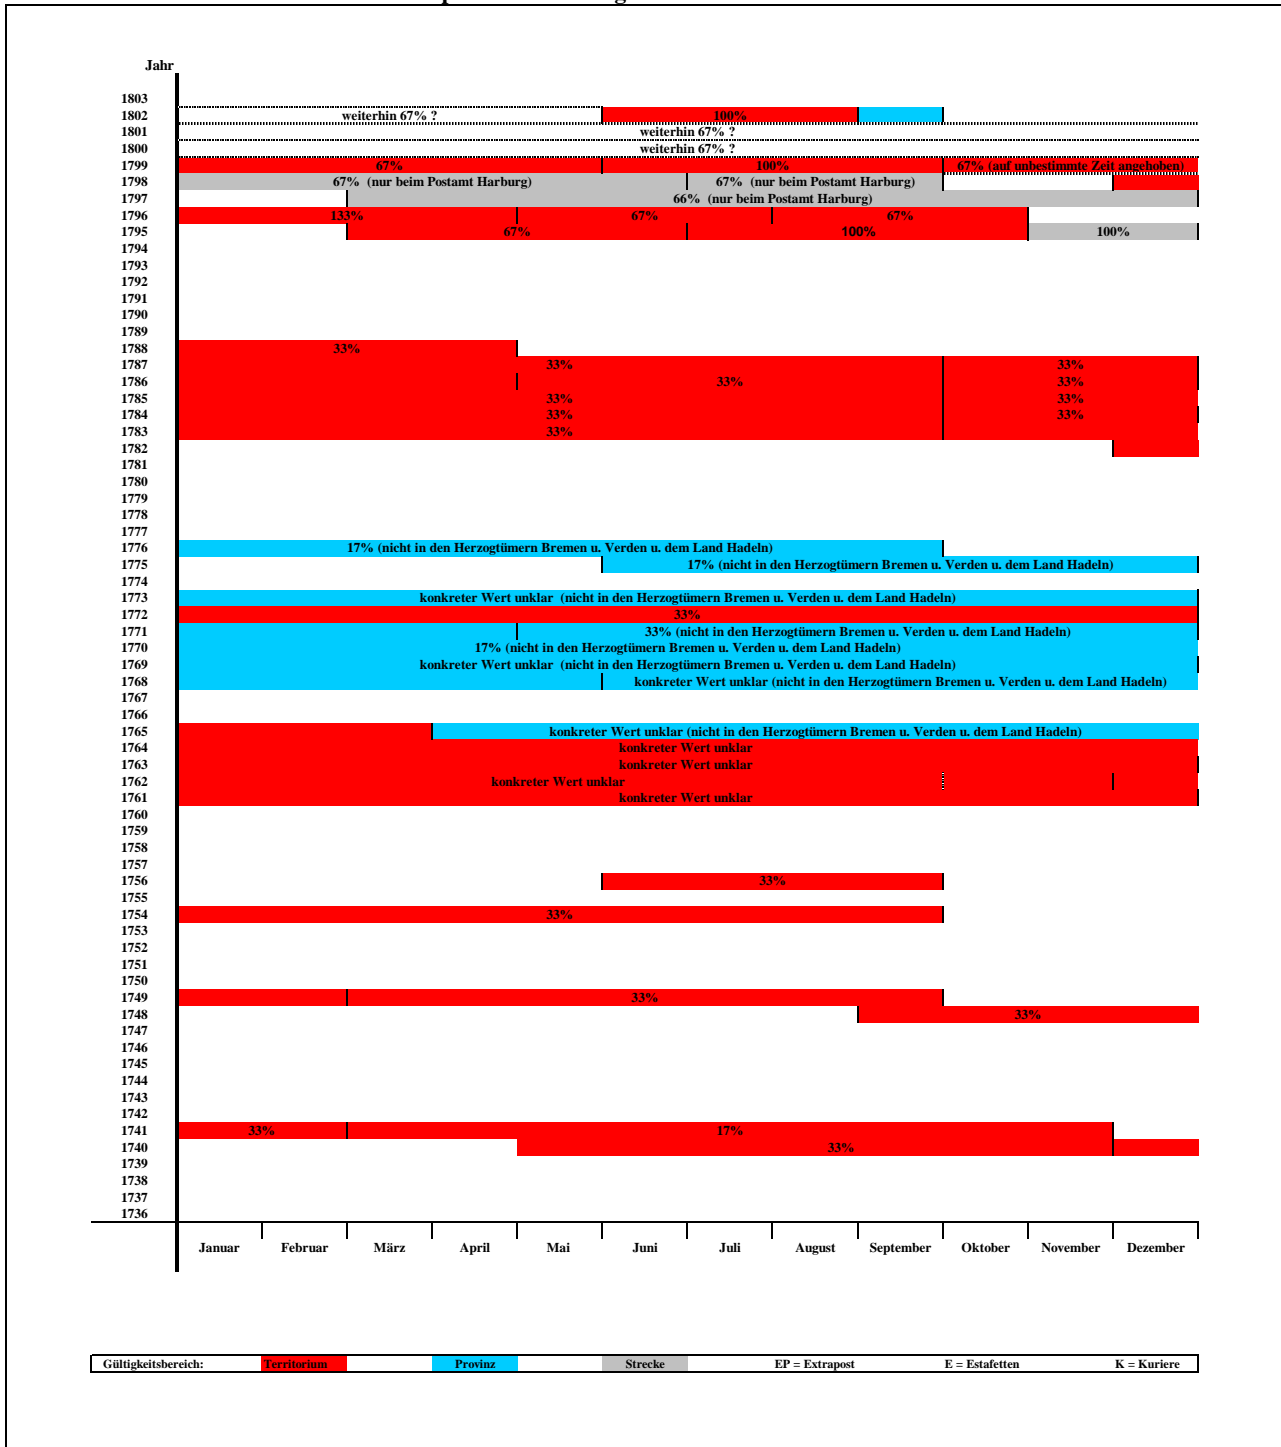 Jahr
1803
1802 weiterhin 67% ? 100%
1801 weiterhin 67% ?
1800 weiterhin 67% ?
1799 67% 100% 67% (auf unbestimmte Zeit angehoben)
1798 67% (nur beim Postamt Harburg) 67% (nur beim Postamt Harburg)
1797 66% (nur beim Postamt Harburg)
1796 133% 67% 67%
1795 67% 100% 100%
1794
1793
1792
1791
1790
1789
1788 33%
1787 33% 33%
1786 33% 33%
1785 33% 33%
1784 33% 33%
1783 33%
1782
1781
1780
1779
1778
1777
1776 17% (nicht in den Herzogtümern Bremen u. Verden u. dem Land Hadeln)
1775 17% (nicht in den Herzogtümern Bremen u. Verden u. dem Land Hadeln)
1774
1773 konkreter Wert unklar (nicht in den Herzogtümern Bremen u. Verden u. dem Land Hadeln)
1772 33%
1771 33% (nicht in den Herzogtümern Bremen u. Verden u. dem Land Hadeln)
1770 17% (nicht in den Herzogtümern Bremen u. Verden u. dem Land Hadeln)
1769 konkreter Wert unklar (nicht in den Herzogtümern Bremen u. Verden u. dem Land Hadeln)
1768 konkreter Wert unklar (nicht in den Herzogtümern Bremen u. Verden u. dem Land Hadeln)
1767
1766
1765 konkreter Wert unklar (nicht in den Herzogtümern Bremen u. Verden u. dem Land Hadeln)
1764 konkreter Wert unklar
1763 konkreter Wert unklar
1762 konkreter Wert unklar
1761 konkreter Wert unklar
1760
1759
1758
1757
1756 33%
1755
1754 33%
1753
1752
1751
1750
1749 33%
1748 33%
1747
1746
1745
1744
1743
1742
1741 33% 17%
1740 33%
1739
1738
1737
1736
Januar Februar März April Mai Juni Juli August September Oktober November Dezember
Gültigkeitsbereich: Territorium Provinz Strecke EP = Extrapost E = Estafetten K = Kuriere